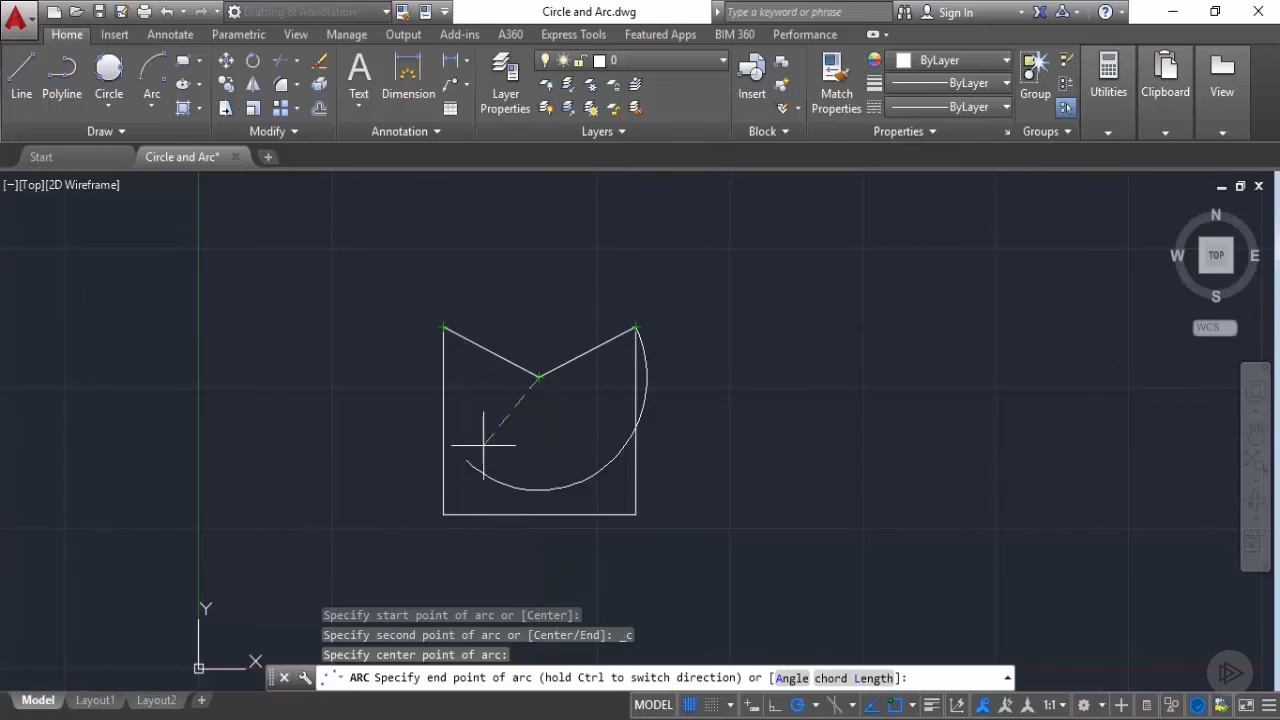 Drafting & Annotation
Circle and Arc.dwg
Type a keyword or phrase
Sign In
Home Insert Annotate Parametric View Manage Output Add-ins A360 Express Tools Featured Apps BIM 360 Performance
Line Polyline Circle Arc
Draw
Modify
A
Text Dimension
Annotation
Layer Properties
0
Layers
Insert
Block
Match Properties
ByLayer
ByLayer
ByLayer
Properties
Group
Groups
Utilities
Clipboard
View
Start Circle and Arc* +
[−][Top][2D Wireframe]
N
W TOP E
S
WCS
Y
X
Specify start point of arc or [Center]:
Specify second point of arc or [Center/End]: _c
Specify center point of arc:
ARC Specify end point of arc (hold Ctrl to switch direction) or [Angle chord Length]:
Model Layout1 Layout2 +
MODEL
1:1